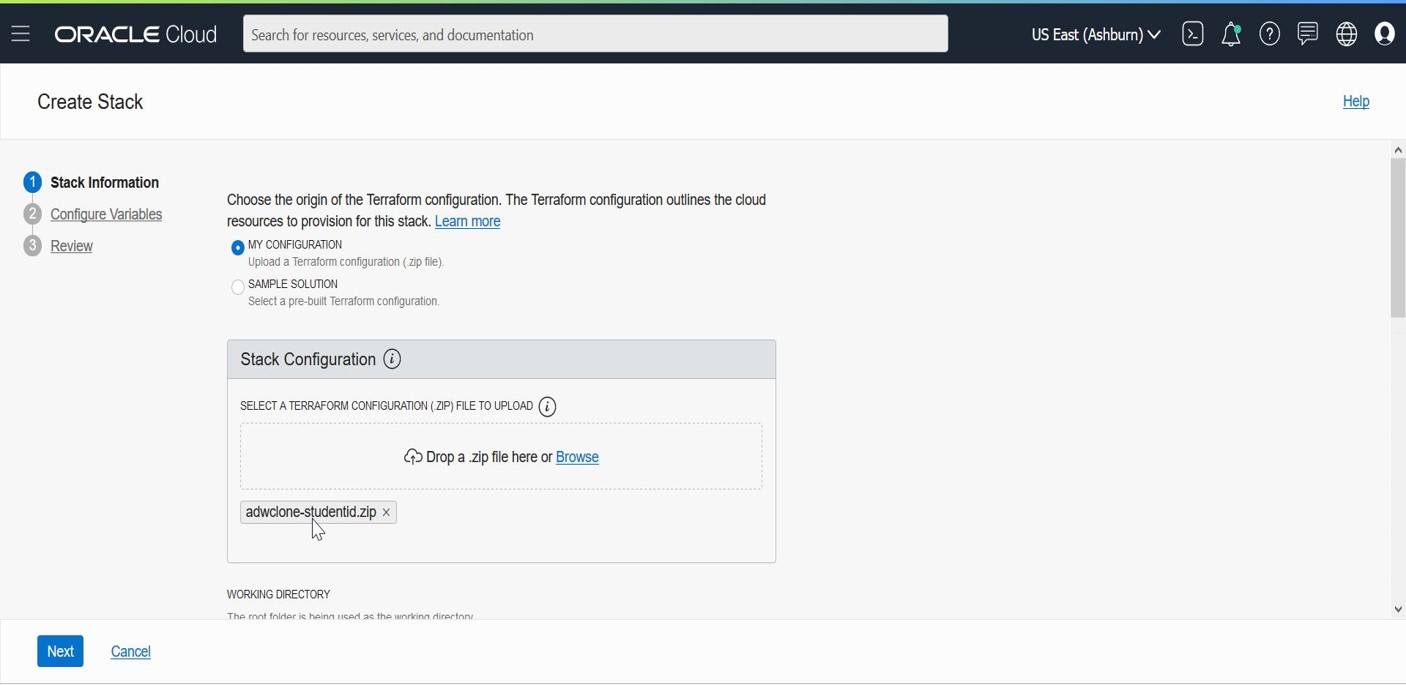 ORACLE Cloud
Search for resources, services, and documentation
US East (Ashburn)
Create Stack
Help
1 Stack Information
2 Configure Variables
3 Review
Choose the origin of the Terraform configuration. The Terraform configuration outlines the cloud
resources to provision for this stack. Learn more
MY CONFIGURATION
Upload a Terraform configuration (.zip file).
SAMPLE SOLUTION
Select a pre-built Terraform configuration.
Stack Configuration i
SELECT A TERRAFORM CONFIGURATION (.ZIP) FILE TO UPLOAD i
Drop a .zip file here or Browse
adwclone-studentid.zip ×
WORKING DIRECTORY
The root folder is being used as the working directory.
Next
Cancel